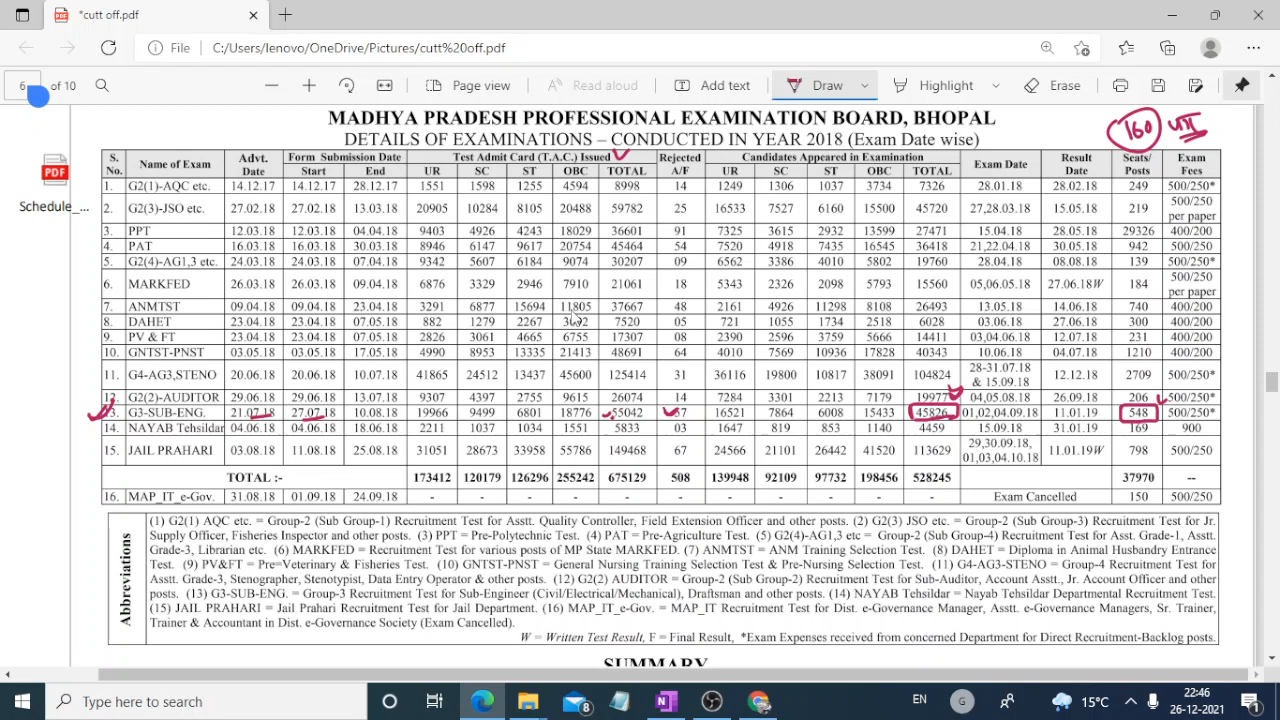 *cutt off.pdf
File C:/Users/lenovo/OneDrive/Pictures/cutt%20off.pdf
6 of 10 Page view Read aloud Add text Draw Highlight Erase
MADHYA PRADESH PROFESSIONAL EXAMINATION BOARD, BHOPAL
160 VIII
DETAILS OF EXAMINATIONS – CONDUCTED IN YEAR 2018 (Exam Date wise)
PDF
Schedule_...
S. No. Name of Exam Advt. Date Form Submission Date Test Admit Card (T.A.C.) Issued Rejected A/F Candidates Appeared in Examination Exam Date Result Date Seats/ Posts Exam Fees
Start End UR SC ST OBC TOTAL UR SC ST OBC TOTAL
1. G2(1)-AQC etc. 14.12.17 14.12.17 28.12.17 1551 1598 1255 4594 8998 14 1249 1306 1037 3734 7326 28.01.18 28.02.18 249 500/250*
2. G2(3)-JSO etc. 27.02.18 27.02.18 13.03.18 20905 10284 8105 20488 59782 25 16533 7527 6160 15500 45720 27,28.03.18 15.05.18 219 500/250 per paper
3. PPT 12.03.18 12.03.18 04.04.18 9403 4926 4243 18029 36601 91 7325 3615 2932 13599 27471 15.04.18 28.05.18 29326 400/200
4. PAT 16.03.18 16.03.18 30.03.18 8946 6147 9617 20754 45464 54 7520 4918 7435 16545 36418 21,22.04.18 30.05.18 942 500/250
5. G2(4)-AG1,3 etc. 24.03.18 24.03.18 07.04.18 9342 5607 6184 9074 30207 09 6562 3386 4010 5802 19760 28.04.18 08.08.18 139 500/250*
6. MARKFED 26.03.18 26.03.18 09.04.18 6876 3329 2946 7910 21061 18 5343 2326 2098 5793 15560 05,06.05.18 27.06.18W 184 500/250 per paper
7. ANMTST 09.04.18 09.04.18 23.04.18 3291 6877 15694 11805 37667 48 2161 4926 11298 8108 26493 13.05.18 14.06.18 740 400/200
8. DAHET 23.04.18 23.04.18 07.05.18 882 1279 2267 3092 7520 05 721 1055 1734 2518 6028 03.06.18 27.06.18 300 400/200
9. PV & FT 23.04.18 23.04.18 07.05.18 2826 3061 4665 6755 17307 08 2390 2596 3759 5666 14411 03,04.06.18 12.07.18 231 400/200
10. GNTST-PNST 03.05.18 03.05.18 17.05.18 4990 8953 13335 21413 48691 64 4010 7569 10936 17828 40343 10.06.18 04.07.18 1210 400/200
11. G4-AG3,STENO 20.06.18 20.06.18 10.07.18 41865 24512 13437 45600 125414 31 36116 19800 10817 38091 104824 28-31.07.18 & 15.09.18 12.12.18 2709 500/250*
12. G2(2)-AUDITOR 29.06.18 29.06.18 13.07.18 9307 4397 2755 9615 26074 14 7284 3301 2213 7179 19977 04,05.08.18 26.09.18 206 500/250*
G3-SUB-ENG. 21.07.18 27.07 10.08.18 19966 9499 6801 18776 55042 57 16521 7864 6008 15433 45826 01,02,04.09.18 11.01.19 548 500/250*
14. NAYAB Tehsildar 04.06.18 04.06.18 18.06.18 2211 1037 1034 1551 5833 03 1647 819 853 1140 4459 15.09.18 31.01.19 169 900
15. JAIL PRAHARI 03.08.18 11.08.18 25.08.18 31051 28673 33958 55786 149468 67 24566 21101 26442 41520 113629 29,30.09.18, 01,03,04.10.18 11.01.19W 798 500/250
TOTAL :- 173412 120179 126296 255242 675129 508 139948 92109 97732 198456 528245 37970 --
16. MAP_IT_e-Gov. 31.08.18 01.09.18 24.09.18 - - - - - - - - - - - Exam Cancelled 150 500/250
Abbreviations
(1) G2(1) AQC etc. = Group-2 (Sub Group-1) Recruitment Test for Asstt. Quality Controller, Field Extension Officer and other posts. (2) G2(3) JSO etc. = Group-2 (Sub Group-3) Recruitment Test for Jr.
Supply Officer, Fisheries Inspector and other posts. (3) PPT = Pre-Polytechnic Test. (4) PAT = Pre-Agriculture Test. (5) G2(4)-AG1,3 etc = Group-2 (Sub Group-4) Recruitment Test for Asst. Grade-1, Asstt.
Grade-3, Librarian etc. (6) MARKFED = Recruitment Test for various posts of MP State MARKFED. (7) ANMTST = ANM Training Selection Test. (8) DAHET = Diploma in Animal Husbandry Entrance
Test. (9) PV&FT = Pre=Veterinary & Fisheries Test. (10) GNTST-PNST = General Nursing Training Selection Test & Pre-Nursing Selection Test. (11) G4-AG3-STENO = Group-4 Recruitment Test for
Asstt. Grade-3, Stenographer, Stenotypist, Data Entry Operator & other posts. (12) G2(2) AUDITOR = Group-2 (Sub Group-2) Recruitment Test for Sub-Auditor, Account Asstt., Jr. Account Officer and other
posts. (13) G3-SUB-ENG. = Group-3 Recruitment Test for Sub-Engineer (Civil/Electrical/Mechanical), Draftsman and other posts. (14) NAYAB Tehsildar = Nayab Tehsildar Departmental Recruitment Test.
(15) JAIL PRAHARI = Jail Prahari Recruitment Test for Jail Department. (16) MAP_IT_e-Gov. = MAP_IT Recruitment Test for Dist. e-Governance Manager, Asstt. e-Governance Managers, Sr. Trainer,
Trainer & Accountant in Dist. e-Governance Society (Exam Cancelled).
W = Written Test Result, F = Final Result, *Exam Expenses received from concerned Department for Direct Recruitment-Backlog posts.
SUMMARY
Type here to search 8 EN G 15°C 22:46
26-12-2021 1